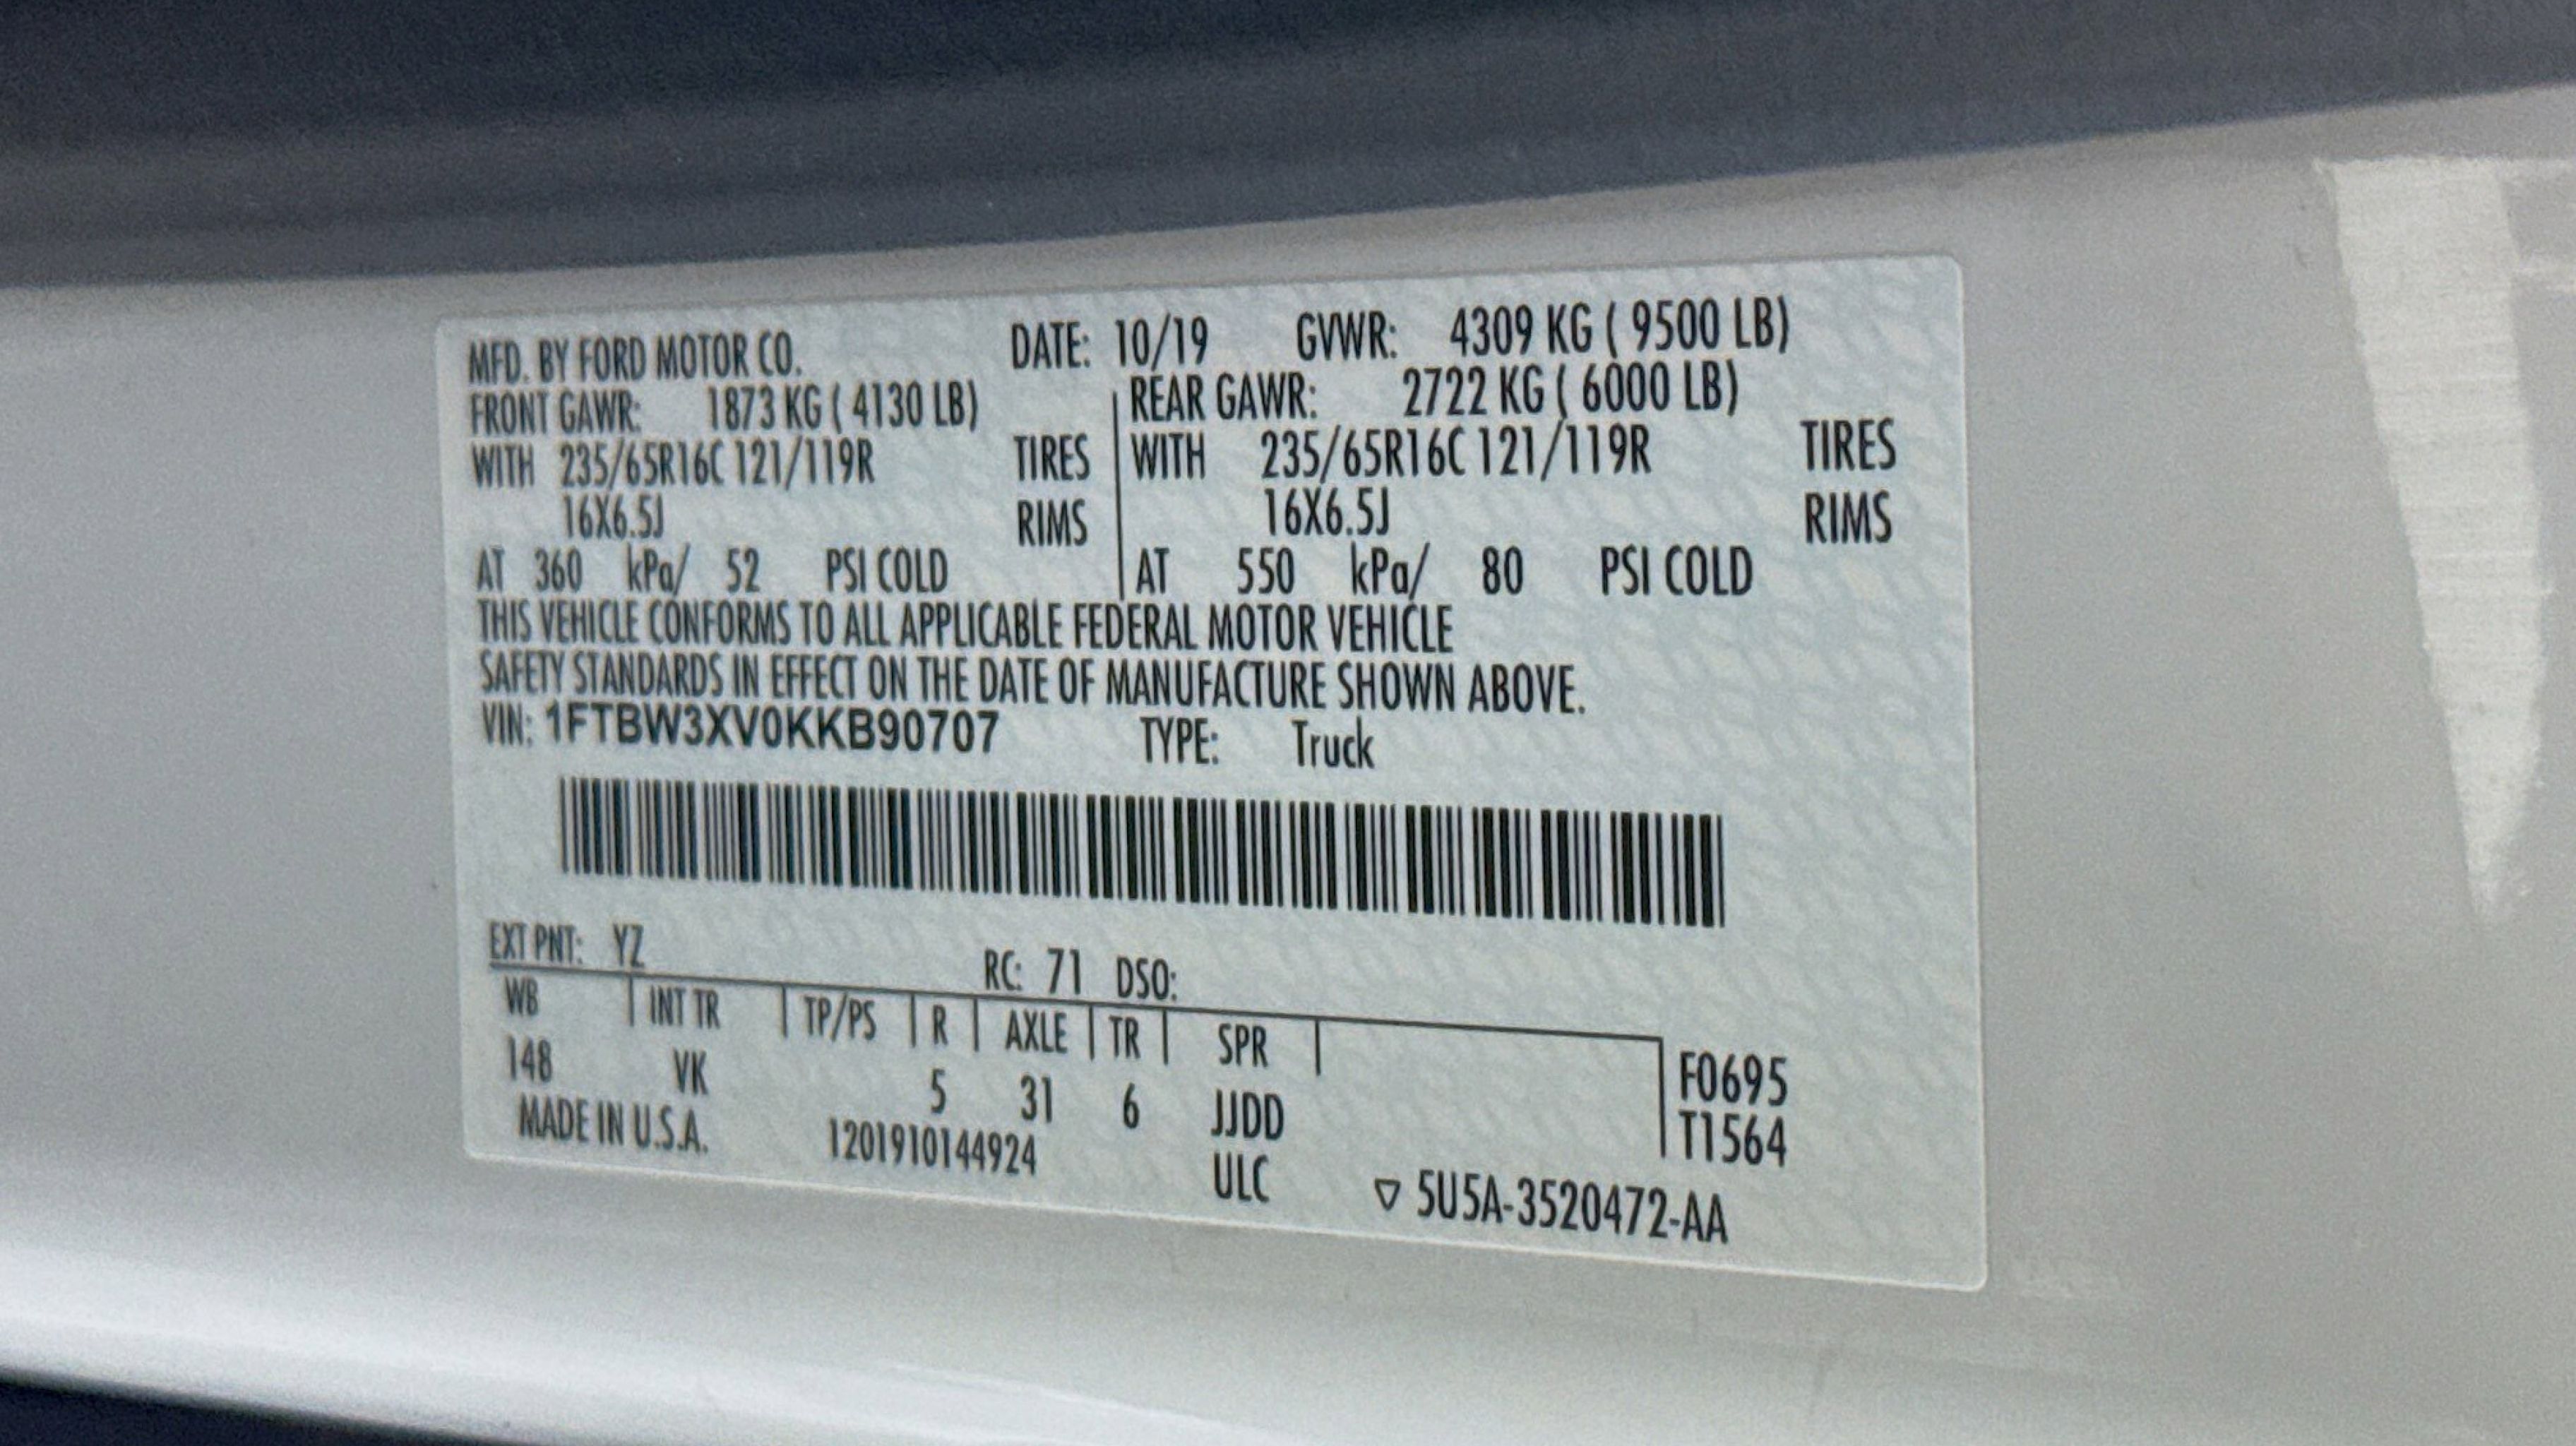 MFD. BY FORD MOTOR CO. DATE: 10/19 GVWR: 4309 KG ( 9500 LB)
FRONT GAWR: 1873 KG ( 4130 LB) REAR GAWR: 2722 KG ( 6000 LB)
WITH 235/65R16C 121/119R TIRES WITH 235/65R16C 121/119R TIRES
16X6.5J RIMS 16X6.5J RIMS
AT 360 kPa/ 52 PSI COLD AT 550 kPa/ 80 PSI COLD
THIS VEHICLE CONFORMS TO ALL APPLICABLE FEDERAL MOTOR VEHICLE
SAFETY STANDARDS IN EFFECT ON THE DATE OF MANUFACTURE SHOWN ABOVE.
VIN: 1FTBW3XV0KKB90707 TYPE: Truck
EXT PNT: YZ RC: 71 DSO:
WB INT TR TP/PS R AXLE TR SPR
148 VK 5 31 6 JJDD F0695
T1564
MADE IN U.S.A. 1201910144924 ULC ▽ 5U5A-3520472-AA